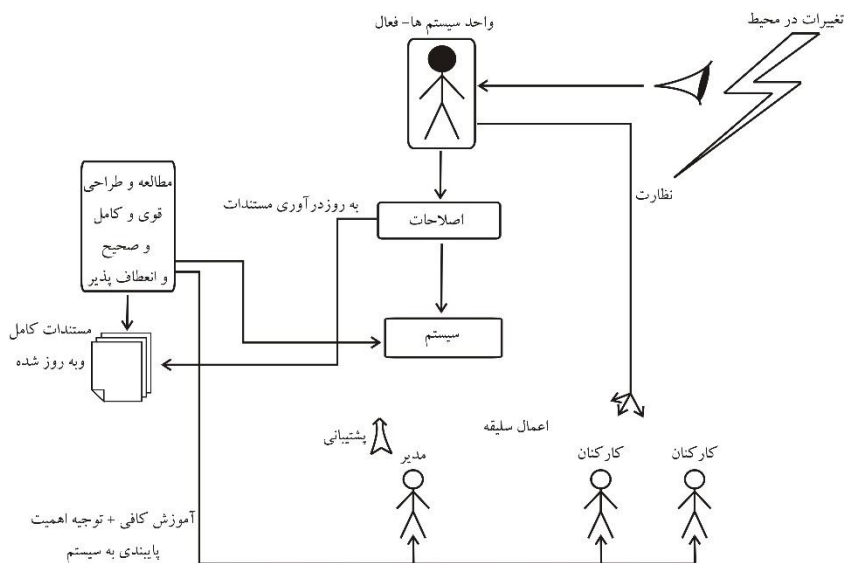 واحد سیستم ها- فعال
تغییرات در محیط
نظارت
مطالعه و طراحی
قوی و کامل
و صحیح
و انعطاف پذیر
به روزدرآوری مستندات
اصلاحات
سیستم
مستندات کامل
وبه روز شده
پشتیبانی
اعمال سلیقه
مدیر
کارکنان
کارکنان
آموزش کافی + توجیه اهمیت
پایبندی به سیستم